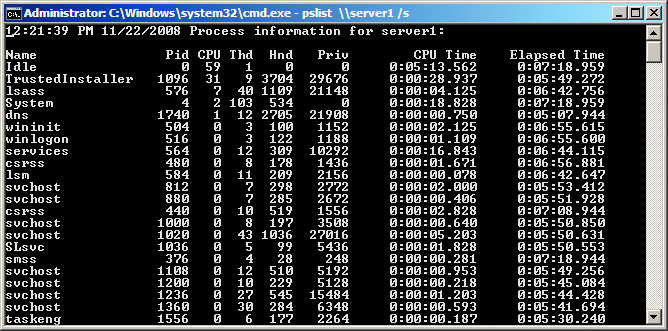 Administrator: C:\Windows\system32\cmd.exe - pslist \\server1 /s
12:21:39 PM 11/22/2008 Process information for server1:
Name Pid CPU Thd Hnd Priv CPU Time Elapsed Time
Idle 0 59 1 0 0 0:05:13.562 0:07:18.959
TrustedInstaller 1096 31 9 3704 29676 0:00:28.937 0:05:49.272
lsass 576 7 40 1109 21148 0:00:04.125 0:06:42.756
System 4 2 103 534 0 0:00:18.828 0:07:18.959
dns 1740 1 12 2705 21908 0:00:00.750 0:05:07.944
wininit 504 0 3 100 1152 0:00:02.125 0:06:55.615
winlogon 516 0 3 122 1188 0:00:01.109 0:06:55.600
services 564 0 12 309 10292 0:00:16.843 0:06:44.115
csrss 480 0 8 178 1436 0:00:01.671 0:06:56.881
lsm 584 0 11 209 2156 0:00:00.078 0:06:42.647
svchost 812 0 7 298 2772 0:00:02.000 0:05:53.412
svchost 880 0 7 285 2672 0:00:00.406 0:05:51.928
csrss 440 0 10 519 1556 0:00:02.828 0:07:08.944
svchost 1000 0 8 197 3508 0:00:00.640 0:05:50.850
svchost 1020 0 43 1036 27016 0:00:05.203 0:05:50.631
SLsvc 1036 0 5 99 5436 0:00:01.828 0:05:50.553
smss 376 0 4 28 248 0:00:00.281 0:07:18.944
svchost 1108 0 12 510 5192 0:00:00.953 0:05:49.256
svchost 1200 0 10 229 5128 0:00:00.218 0:05:45.084
svchost 1236 0 27 545 15484 0:00:01.203 0:05:44.428
svchost 1360 0 30 284 6348 0:00:00.593 0:05:41.694
taskeng 1556 0 6 177 2264 0:00:00.187 0:05:30.240